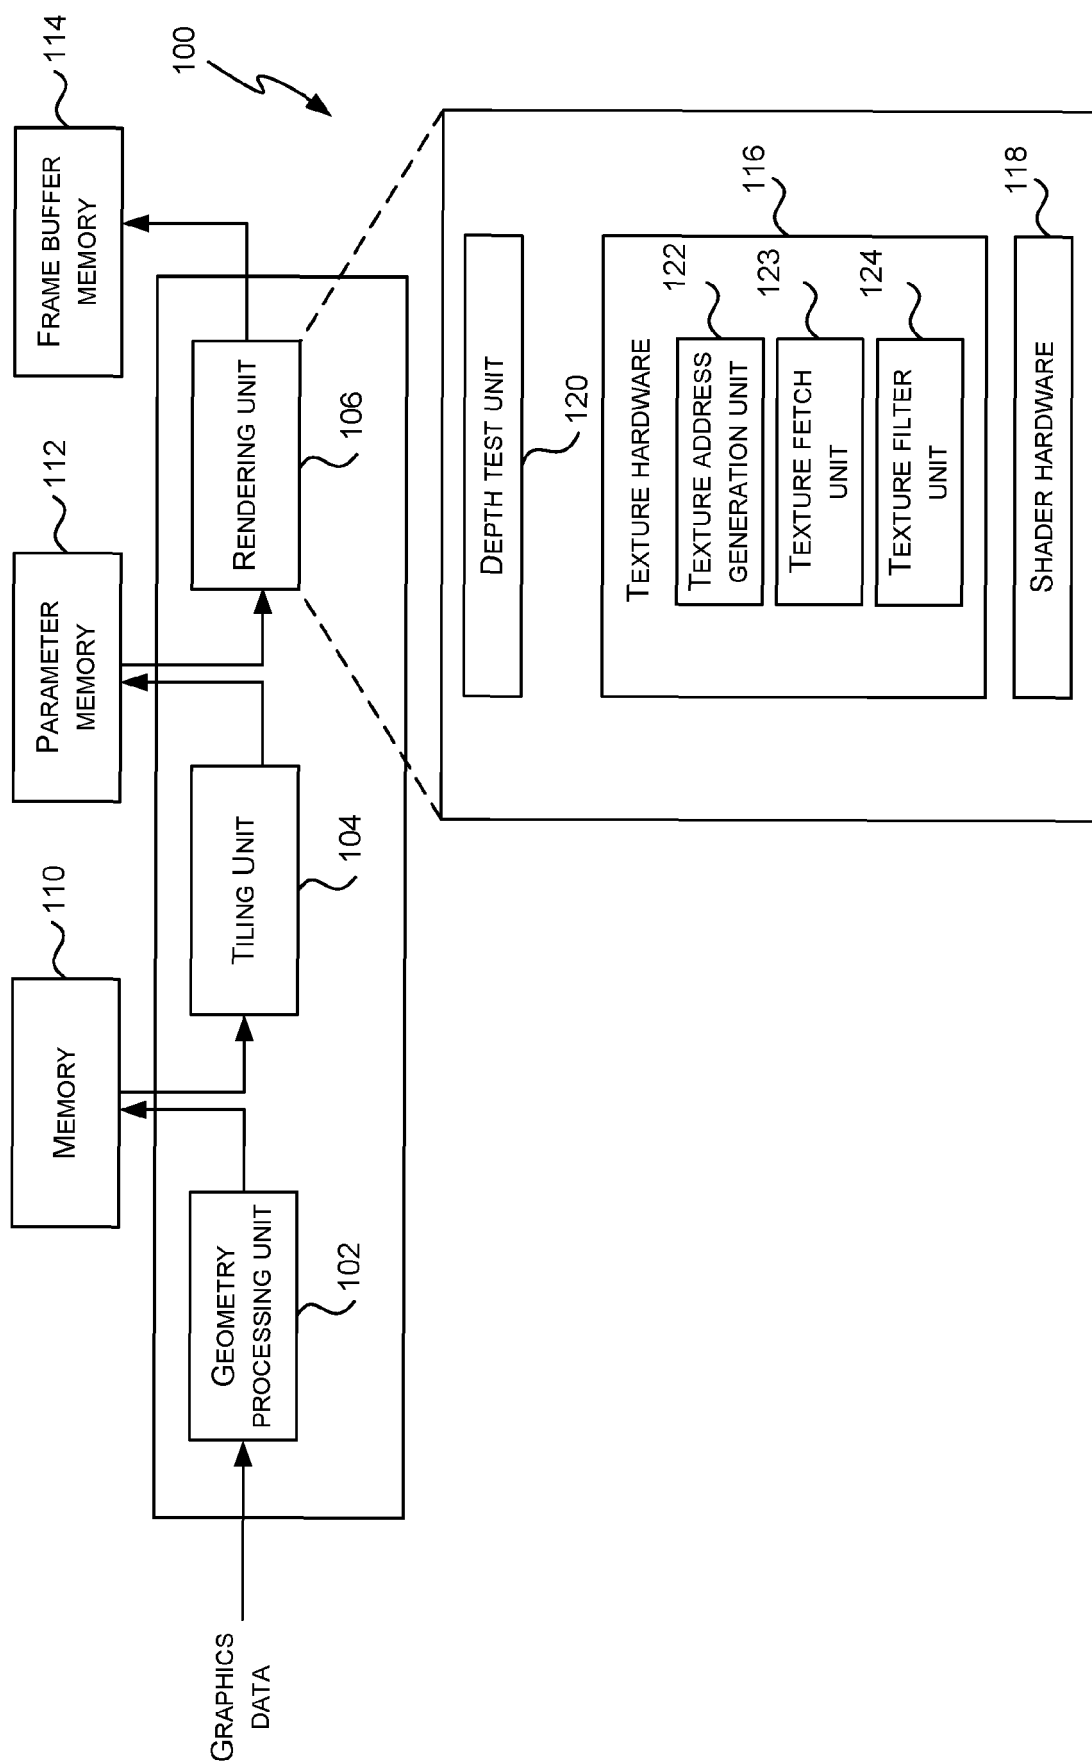 100
MEMORY
110
PARAMETER
MEMORY
112
FRAME BUFFER
MEMORY
114
GRAPHICS
DATA
GEOMETRY
PROCESSING UNIT
102
TILING UNIT
104
RENDERING UNIT
106
DEPTH TEST UNIT
120
TEXTURE HARDWARE
116
TEXTURE ADDRESS
GENERATION UNIT
122
TEXTURE FETCH
UNIT
123
TEXTURE FILTER
UNIT
124
SHADER HARDWARE
118